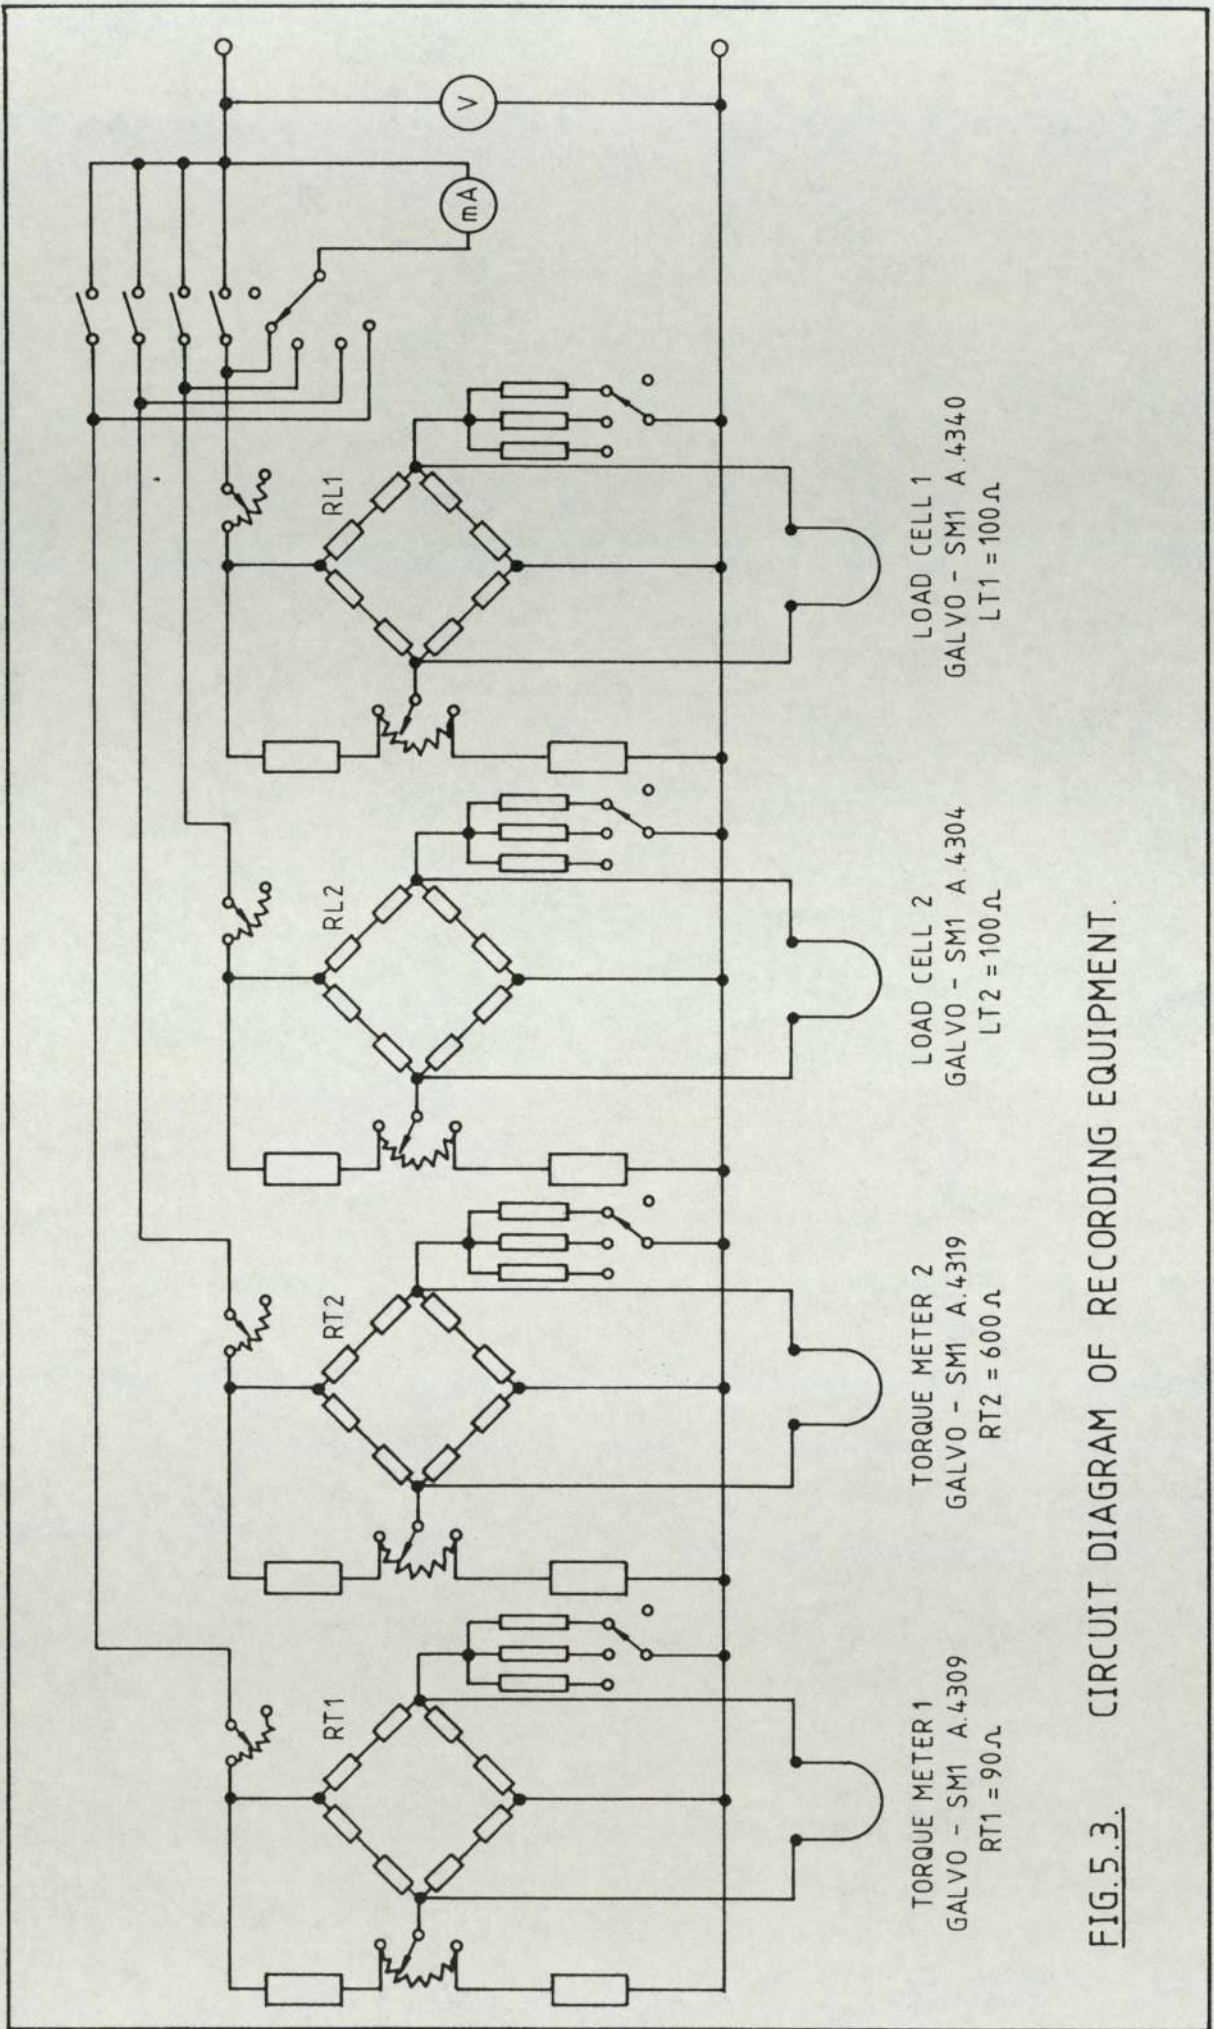 V
mA
RL1
RL2
RT2
RT1
TORQUE METER 1
GALVO - SM1 A.4309
RT1 = 90Ω
TORQUE METER 2
GALVO - SM1 A.4319
RT2 = 600Ω
LOAD CELL 2
GALVO - SM1 A 4304
LT2 = 100Ω
LOAD CELL 1
GALVO - SM1 A.4340
LT1 = 100Ω
FIG.5.3. CIRCUIT DIAGRAM OF RECORDING EQUIPMENT.